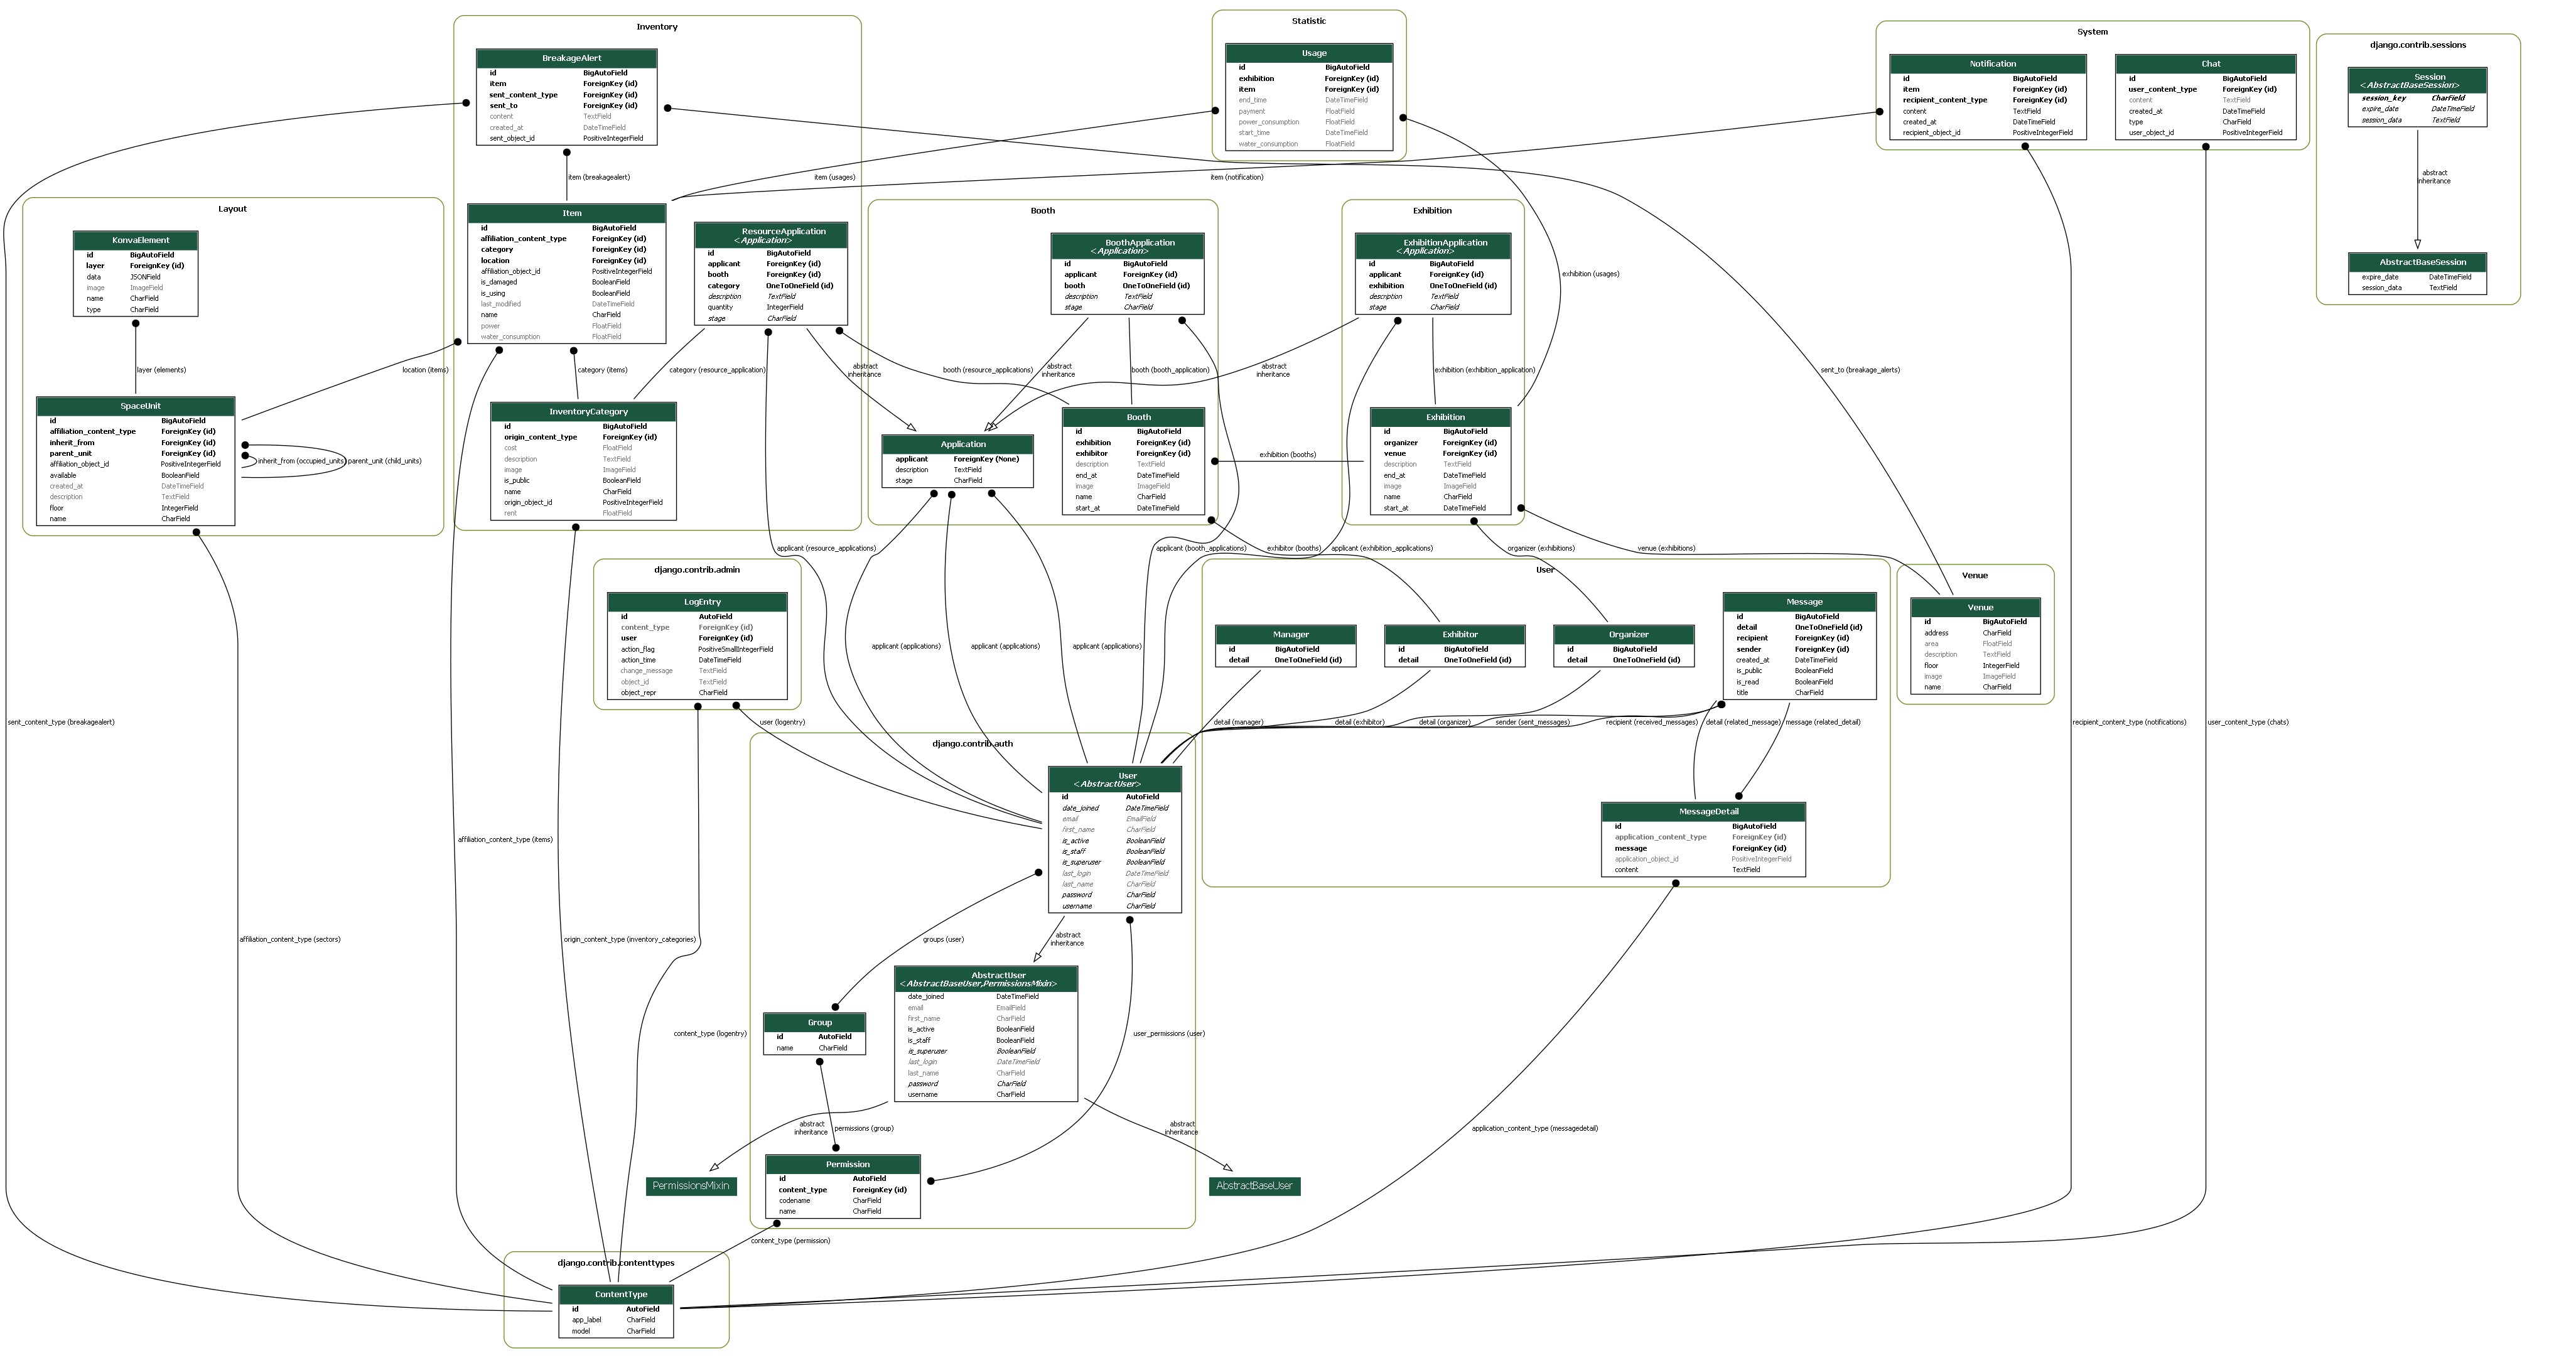 Inventory
BreakageAlert
id BigAutoField
item ForeignKey (id)
sent_content_type ForeignKey (id)
sent_to ForeignKey (id)
content TextField
created_at DateTimeField
sent_object_id PositiveIntegerField
item (breakagealert)
Item
id BigAutoField
affiliation_content_type ForeignKey (id)
category ForeignKey (id)
location ForeignKey (id)
affiliation_object_id PositiveIntegerField
is_damaged BooleanField
is_using BooleanField
last_modified DateTimeField
name CharField
power FloatField
water_consumption FloatField
ResourceApplication
<Application>
id BigAutoField
applicant ForeignKey (id)
booth ForeignKey (id)
category OneToOneField (id)
description TextField
quantity IntegerField
stage CharField
category (items)
category (resource_application)
abstract
inheritance
InventoryCategory
id BigAutoField
origin_content_type ForeignKey (id)
cost FloatField
description TextField
image ImageField
is_public BooleanField
name CharField
origin_object_id PositiveIntegerField
rent FloatField
Statistic
Usage
id BigAutoField
exhibition ForeignKey (id)
item ForeignKey (id)
end_time DateTimeField
payment FloatField
power_consumption FloatField
start_time DateTimeField
water_consumption FloatField
item (usages)
item (notification)
System
Notification
id BigAutoField
item ForeignKey (id)
recipient_content_type ForeignKey (id)
content TextField
created_at DateTimeField
recipient_object_id PositiveIntegerField
Chat
id BigAutoField
user_content_type ForeignKey (id)
content TextField
created_at DateTimeField
type CharField
user_object_id PositiveIntegerField
django.contrib.sessions
Session
<AbstractBaseSession>
session_key CharField
expire_date DateTimeField
session_data TextField
abstract
inheritance
AbstractBaseSession
expire_date DateTimeField
session_data TextField
Layout
KonvaElement
id BigAutoField
layer ForeignKey (id)
data JSONField
image ImageField
name CharField
type CharField
layer (elements)
location (items)
SpaceUnit
id BigAutoField
affiliation_content_type ForeignKey (id)
inherit_from ForeignKey (id)
parent_unit ForeignKey (id)
affiliation_object_id PositiveIntegerField
available BooleanField
created_at DateTimeField
description TextField
floor IntegerField
name CharField
inherit_from (occupied_units)
parent_unit (child_units)
Booth
BoothApplication
<Application>
id BigAutoField
applicant ForeignKey (id)
booth OneToOneField (id)
description TextField
stage CharField
booth (resource_applications)
abstract
inheritance
booth (booth_application)
Application
applicant ForeignKey (None)
description TextField
stage CharField
Booth
id BigAutoField
exhibition ForeignKey (id)
exhibitor ForeignKey (id)
description TextField
end_at DateTimeField
image ImageField
name CharField
start_at DateTimeField
exhibition (booths)
Exhibition
ExhibitionApplication
<Application>
id BigAutoField
applicant ForeignKey (id)
exhibition OneToOneField (id)
description TextField
stage CharField
abstract
inheritance
exhibition (exhibition_application)
exhibition (usages)
sent_to (breakage_alerts)
Exhibition
id BigAutoField
organizer ForeignKey (id)
venue ForeignKey (id)
description TextField
end_at DateTimeField
image ImageField
name CharField
start_at DateTimeField
applicant (resource_applications)
applicant (booth_applications)
exhibitor (booths)
applicant (exhibition_applications)
organizer (exhibitions)
venue (exhibitions)
django.contrib.admin
LogEntry
id AutoField
content_type ForeignKey (id)
user ForeignKey (id)
action_flag PositiveSmallIntegerField
action_time DateTimeField
change_message TextField
object_id TextField
object_repr CharField
applicant (applications)
applicant (applications)
applicant (applications)
User
Manager
id BigAutoField
detail OneToOneField (id)
Exhibitor
id BigAutoField
detail OneToOneField (id)
Organizer
id BigAutoField
detail OneToOneField (id)
Message
id BigAutoField
detail OneToOneField (id)
recipient ForeignKey (id)
sender ForeignKey (id)
created_at DateTimeField
is_public BooleanField
is_read BooleanField
title CharField
Venue
Venue
id BigAutoField
address CharField
area FloatField
description TextField
floor IntegerField
image ImageField
name CharField
sent_content_type (breakagealert)
user (logentry)
detail (manager)
detail (exhibitor)
detail (organizer)
sender (sent_messages)
recipient (received_messages)
detail (related_message)
message (related_detail)
recipient_content_type (notifications)
user_content_type (chats)
MessageDetail
id BigAutoField
application_content_type ForeignKey (id)
message ForeignKey (id)
application_object_id PositiveIntegerField
content TextField
django.contrib.auth
User
<AbstractUser>
id AutoField
date_joined DateTimeField
email EmailField
first_name CharField
is_active BooleanField
is_staff BooleanField
is_superuser BooleanField
last_login DateTimeField
last_name CharField
password CharField
username CharField
affiliation_content_type (items)
affiliation_content_type (sectors)
origin_content_type (inventory_categories)
groups (user)
abstract
inheritance
AbstractUser
<AbstractBaseUser,PermissionsMixin>
date_joined DateTimeField
email EmailField
first_name CharField
is_active BooleanField
is_staff BooleanField
is_superuser BooleanField
last_login DateTimeField
last_name CharField
password CharField
username CharField
Group
id AutoField
name CharField
content_type (logentry)
user_permissions (user)
abstract
inheritance
permissions (group)
abstract
inheritance
application_content_type (messagedetail)
PermissionsMixin
Permission
id AutoField
content_type ForeignKey (id)
codename CharField
name CharField
AbstractBaseUser
content_type (permission)
django.contrib.contenttypes
ContentType
id AutoField
app_label CharField
model CharField